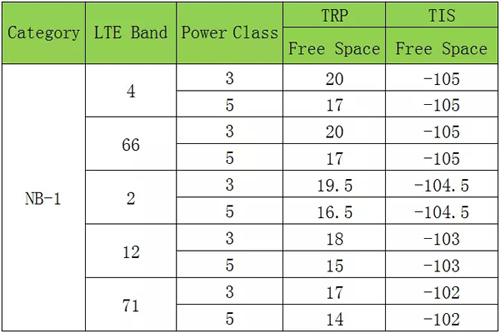 Category LTE Band Power Class TRP TIS
Free Space Free Space
NB-1 4 3 20 -105
5 17 -105
66 3 20 -105
5 17 -105
2 3 19.5 -104.5
5 16.5 -104.5
12 3 18 -103
5 15 -103
71 3 17 -102
5 14 -102